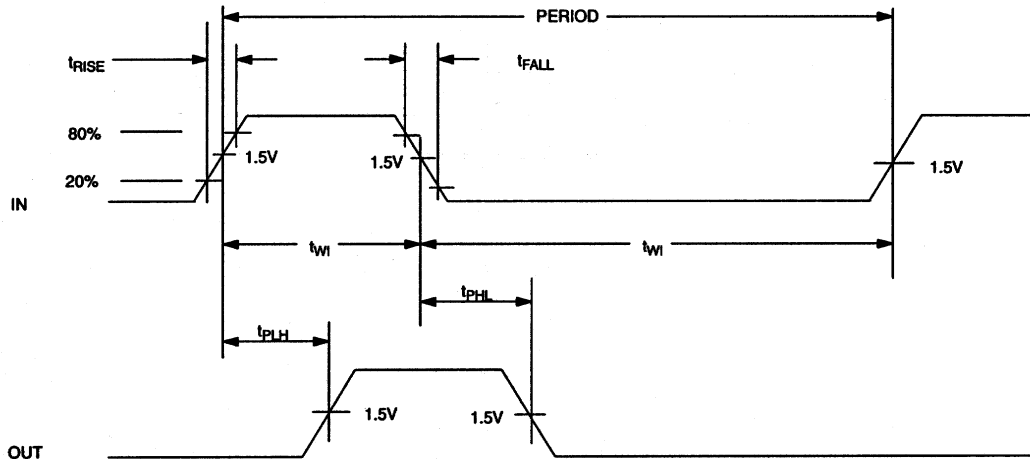 PERIOD
tRISE
tFALL
80%
1.5V
1.5V
1.5V
20%
IN
tWI
tWI
tPHL
tPLH
1.5V
1.5V
OUT